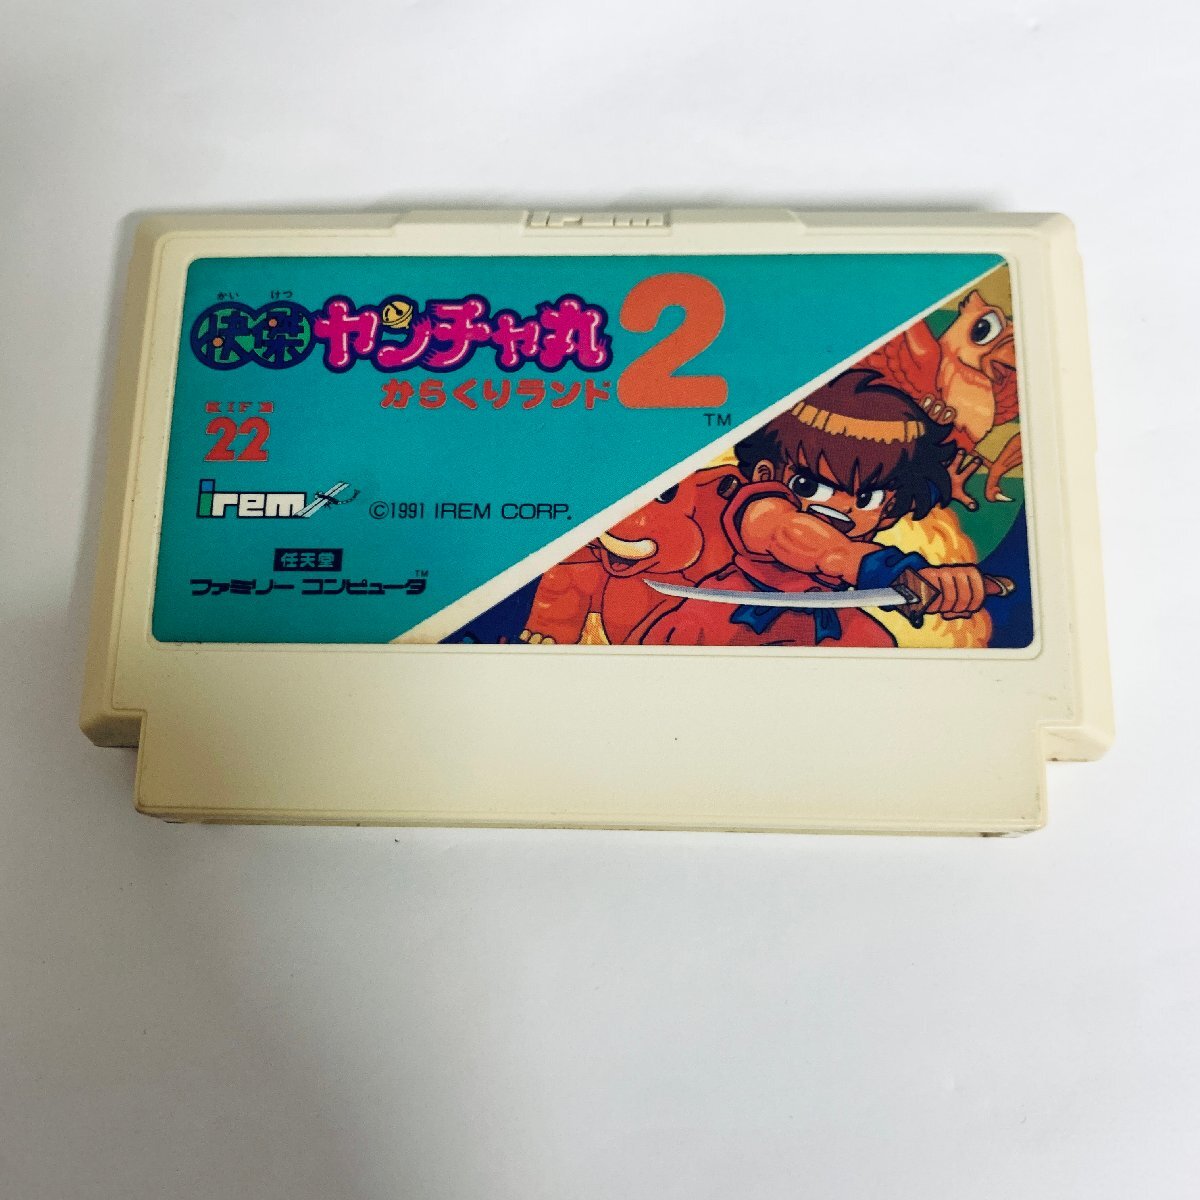 irem
かい けつ
快傑ヤンチャ丸2
からくりランド
TM
IF
22
irem
©1991 IREM CORP.
任天堂
ファミリーコンピュータ™